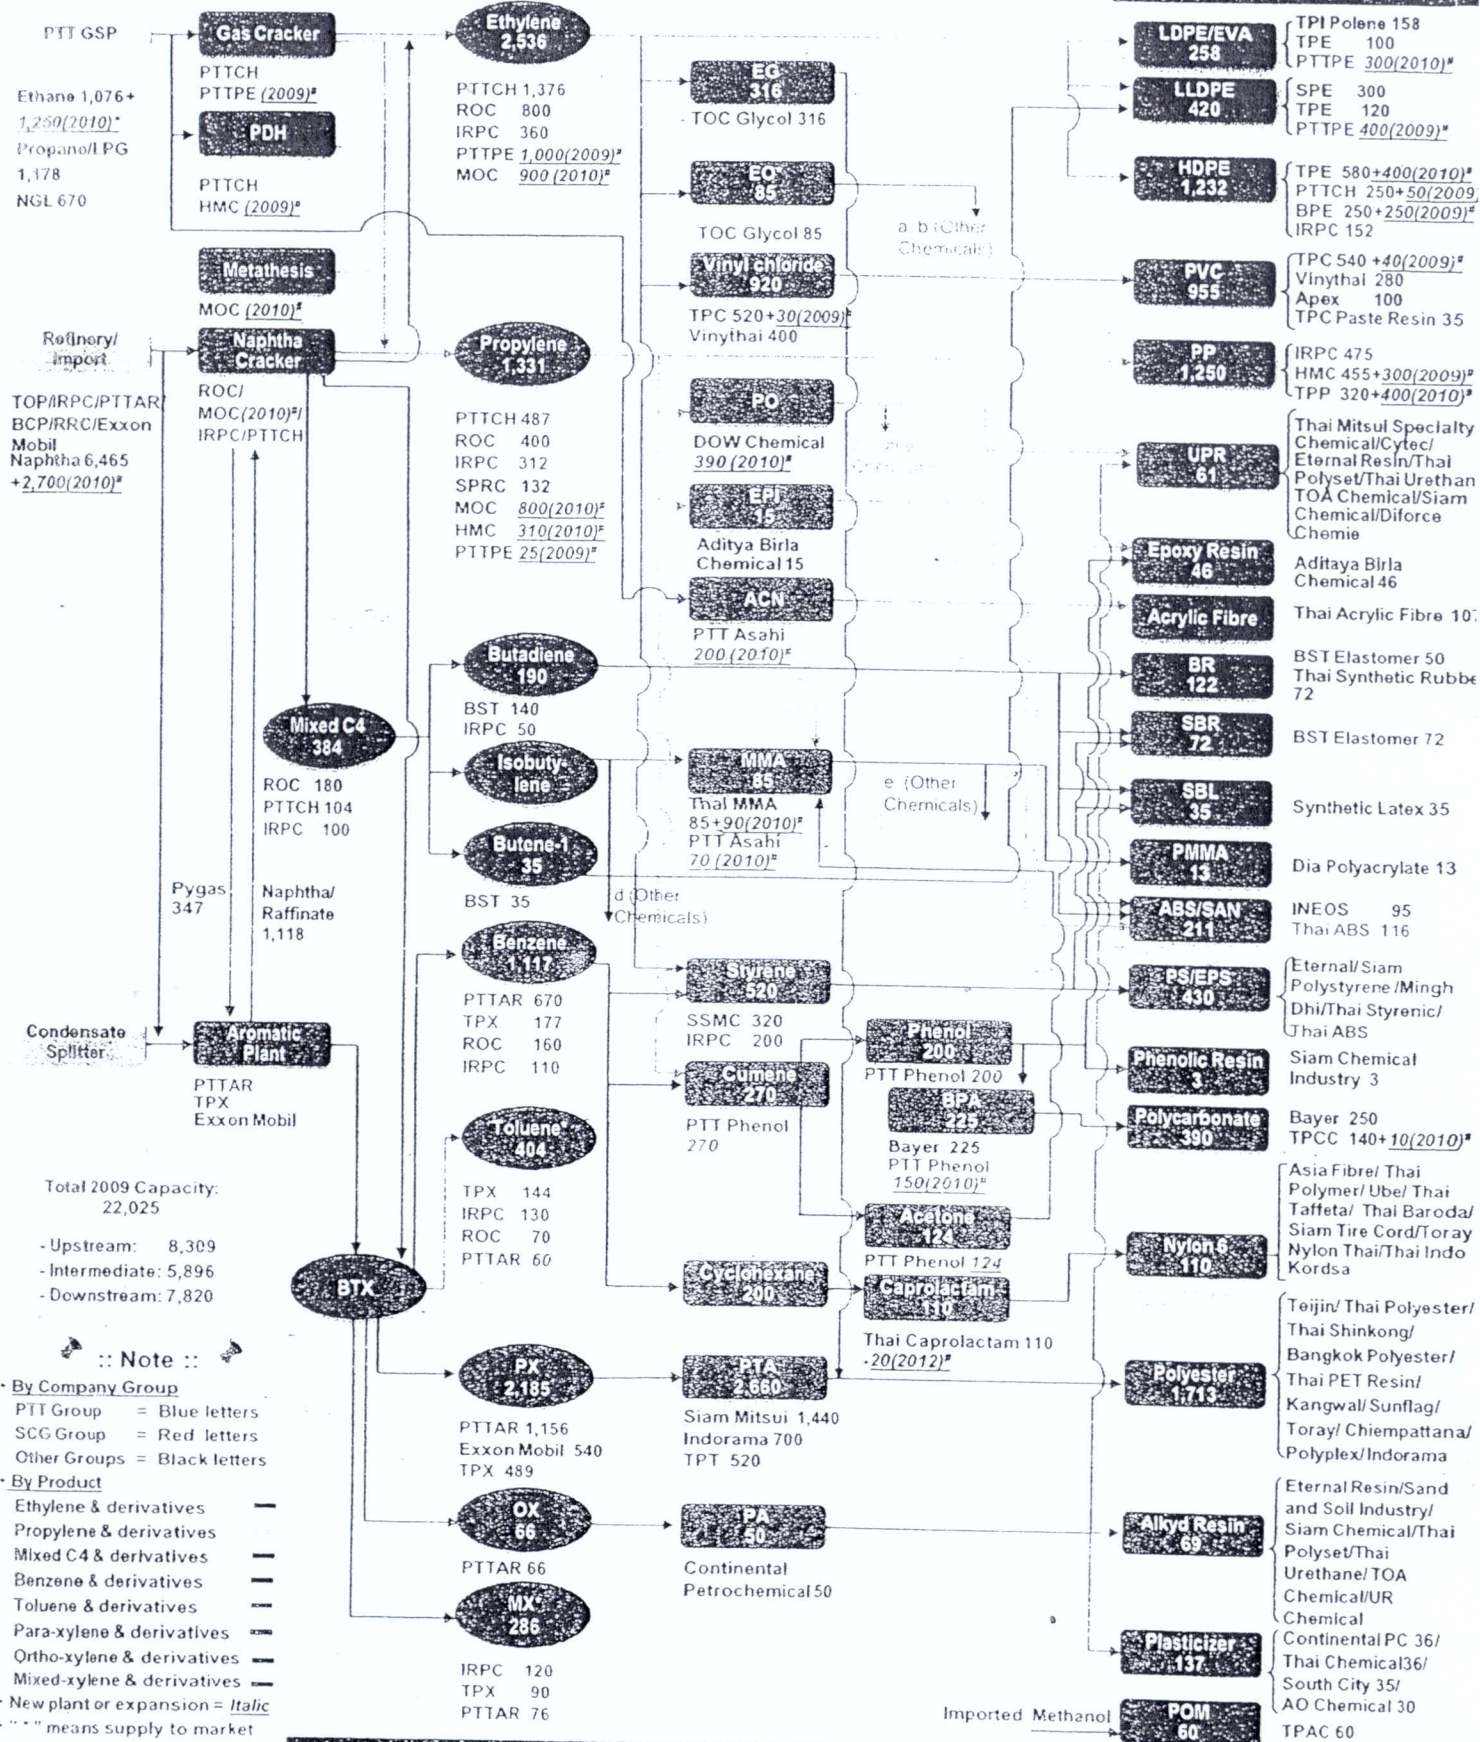 PTT GSP
Ethane 1,076+
1,250(2010)*
Propano/LPG
1,178
NGL 670
Refinery/
Import
TOP/IRPC/PTTAR/
BCP/RRC/Exxon
Mobil
Naphtha 6,465
+2,700(2010)#
Condensate
Splitter
Gas Cracker
PTTCH
PTTPE (2009)#
PDH
PTTCH
HMC (2009)#
Metathesis
MOC (2010)#
Naphtha
Cracker
ROC/
MOC(2010)#/
IRPC/PTTCH
Mixed C4
384
ROC 180
PTTCH 104
IRPC 100
Pygas
347
Naphtha/
Raffinate
1,118
Aromatic
Plant
PTTAR
TPX
Exxon Mobil
BTX
Total 2009 Capacity:
22,025
- Upstream: 8,309
- Intermediate: 5,896
- Downstream: 7,820
:: Note ::
By Company Group
PTT Group = Blue letters
SCG Group = Red letters
Other Groups = Black letters
By Product
Ethylene & derivatives
Propylene & derivatives
Mixed C4 & derivatives
Benzene & derivatives
Toluene & derivatives
Para-xylene & derivatives
Ortho-xylene & derivatives
Mixed-xylene & derivatives
New plant or expansion = Italic
"*" means supply to market
Ethylene
2,536
PTTCH 1,376
ROC 800
IRPC 360
PTTPE 1,000(2009)#
MOC 900 (2010)#
Propylene
1,331
PTTCH 487
ROC 400
IRPC 312
SPRC 132
MOC 800(2010)#
HMC 310(2010)#
PTTPE 25(2009)#
Butadiene
190
BST 140
IRPC 50
Isobuty-
lene
Butene-1
35
BST 35
d (Other
Chemicals)
Benzene
1,117
PTTAR 670
TPX 177
ROC 160
IRPC 110
Toluene*
404
TPX 144
IRPC 130
ROC 70
PTTAR 60
PX
2,185
PTTAR 1,156
Exxon Mobil 540
TPX 489
OX
66
PTTAR 66
MX*
286
IRPC 120
TPX 90
PTTAR 76
EG
316
TOC Glycol 316
EO
85
TOC Glycol 85
a, b (Other
Chemicals)
Vinyl chloride
920
TPC 520+30(2009)#
Vinythai 400
PO
DOW Chemical
390 (2010)#
EPI
15
Aditya Birla
Chemical 15
ACN
PTT Asahi
200 (2010)#
MMA
85
Thai MMA
85+90(2010)#
PTT Asahi
70 (2010)#
e (Other
Chemicals)
Styrene
520
SSMC 320
IRPC 200
Cumene
270
PTT Phenol
270
Phenol
200
PTT Phenol 200
BPA
225
Bayer 225
PTT Phenol
150(2010)#
Acetone
124
PTT Phenol 124
Cyclohexane
200
Caprolactam
110
Thai Caprolactam 110
20(2012)#
PTA
2,660
Siam Mitsui 1,440
Indorama 700
TPT 520
PA
50
Continental
Petrochemical 50
Imported Methanol
LDPE/EVA
258
TPI Polene 158
TPE 100
PTTPE 300(2010)#
LLDPE
420
SPE 300
TPE 120
PTTPE 400(2009)#
HDPE
1,232
TPE 580+400(2010)#
PTTCH 250+50(2009
BPE 250+250(2009)#
IRPC 152
PVC
955
TPC 540 +40(2009)#
Vinythai 280
Apex 100
TPC Paste Resin 35
PP
1,250
IRPC 475
HMC 455+300(2009)#
TPP 320+400(2010)#
UPR
61
Thai Mitsui Specialty
Chemical/Cytec/
Eternal Resin/Thai
Polyset/Thai Urethan
TOA Chemical/Siam
Chemical/Diforce
Chemie
Epoxy Resin
46
Aditaya Birla
Chemical 46
Acrylic Fibre
Thai Acrylic Fibre
BR
122
BST Elastomer 50
Thai Synthetic Rubbe
72
SBR
72
BST Elastomer 72
SBL
35
Synthetic Latex 35
PMMA
13
Dia Polyacrylate 13
ABS/SAN
211
INEOS 95
Thai ABS 116
PS/EPS
430
Eternal/Siam
Polystyrene/Mingh
Dhi/Thai Styrenic/
Thai ABS
Phenolic Resin
3
Siam Chemical
Industry 3
Polycarbonate
390
Bayer 250
TPCC 140+10(2010)#
Nylon 6
110
Asia Fibre/ Thai
Polymer/ Ube/ Thai
Taffeta/ Thai Baroda/
Siam Tire Cord/Toray
Nylon Thai/Thai Indo
Kordsa
Polyester
1,713
Teijin/ Thai Polyester/
Thai Shinkong/
Bangkok Polyester/
Thai PET Resin/
Kangwal/ Sunflag/
Toray/ Chiempattana/
Polyplex/Indorama
Alkyd Resin
69
Eternal Resin/Sand
and Soil Industry/
Siam Chemical/Thai
Polyset/Thai
Urethane/TOA
Chemical/UR
Chemical
Plasticizer
137
Continental PC 36/
Thai Chemical36/
South City 35/
AO Chemical 30
POM
60
TPAC 60